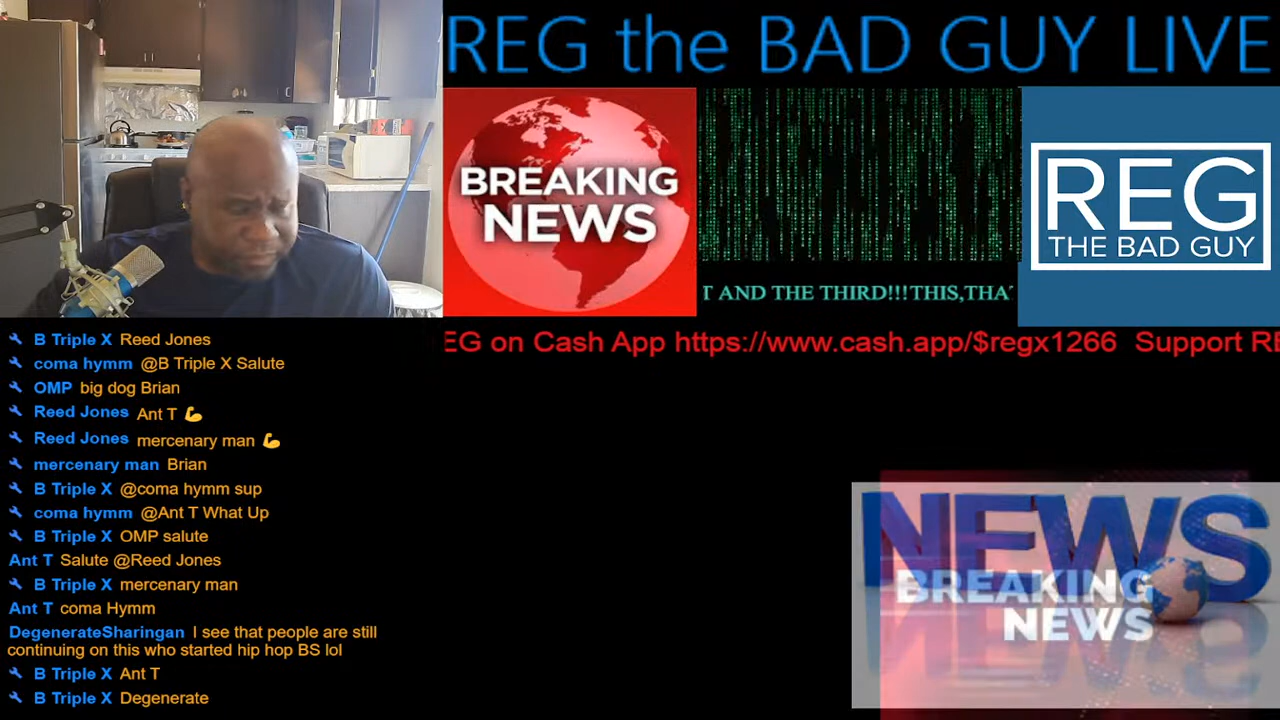 REG the BAD GUY LIVE
BREAKING
NEWS
T AND THE THIRD!!!THIS,THA
REG
THE BAD GUY
EG on Cash App https://www.cash.app/$regx1266 Support RE
B Triple X Reed Jones
coma hymm @B Triple X Salute
OMP big dog Brian
Reed Jones Ant T 💪
Reed Jones mercenary man 💪
mercenary man Brian
B Triple X @coma hymm sup
coma hymm @Ant T What Up
B Triple X OMP salute
Ant T Salute @Reed Jones
B Triple X mercenary man
Ant T coma Hymm
DegenerateSharingan I see that people are still
continuing on this who started hip hop BS lol
B Triple X Ant T
B Triple X Degenerate
NEWS
BREAKING
NEWS